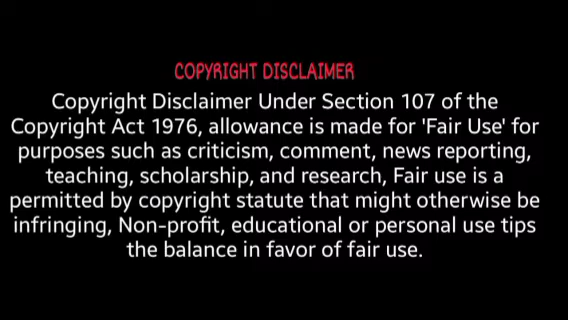 COPYRIGHT DISCLAIMER
Copyright Disclaimer Under Section 107 of the
Copyright Act 1976, allowance is made for 'Fair Use' for
purposes such as criticism, comment, news reporting,
teaching, scholarship, and research, Fair use is a
permitted by copyright statute that might otherwise be
infringing, Non-profit, educational or personal use tips
the balance in favor of fair use.